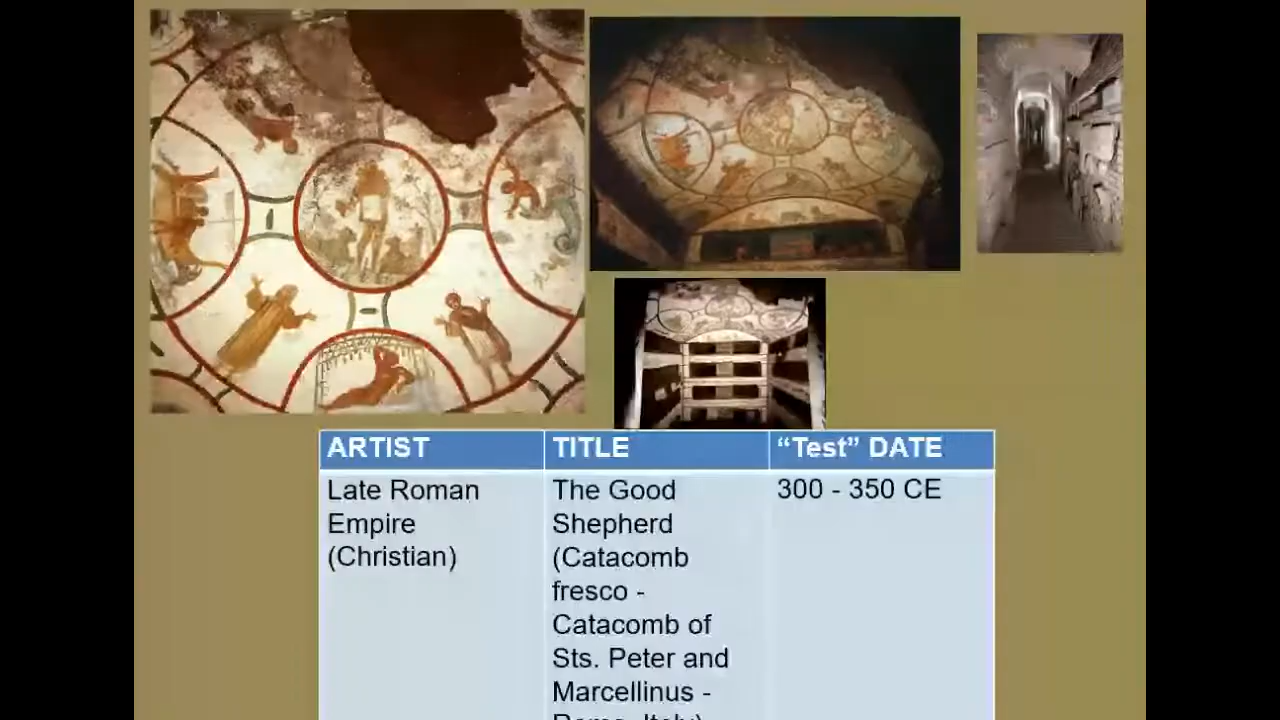 ARTIST TITLE “Test” DATE
Late Roman
Empire
(Christian)
The Good
Shepherd
(Catacomb
fresco -
Catacomb of
Sts. Peter and
Marcellinus -
Rome, Italy)
300 - 350 CE